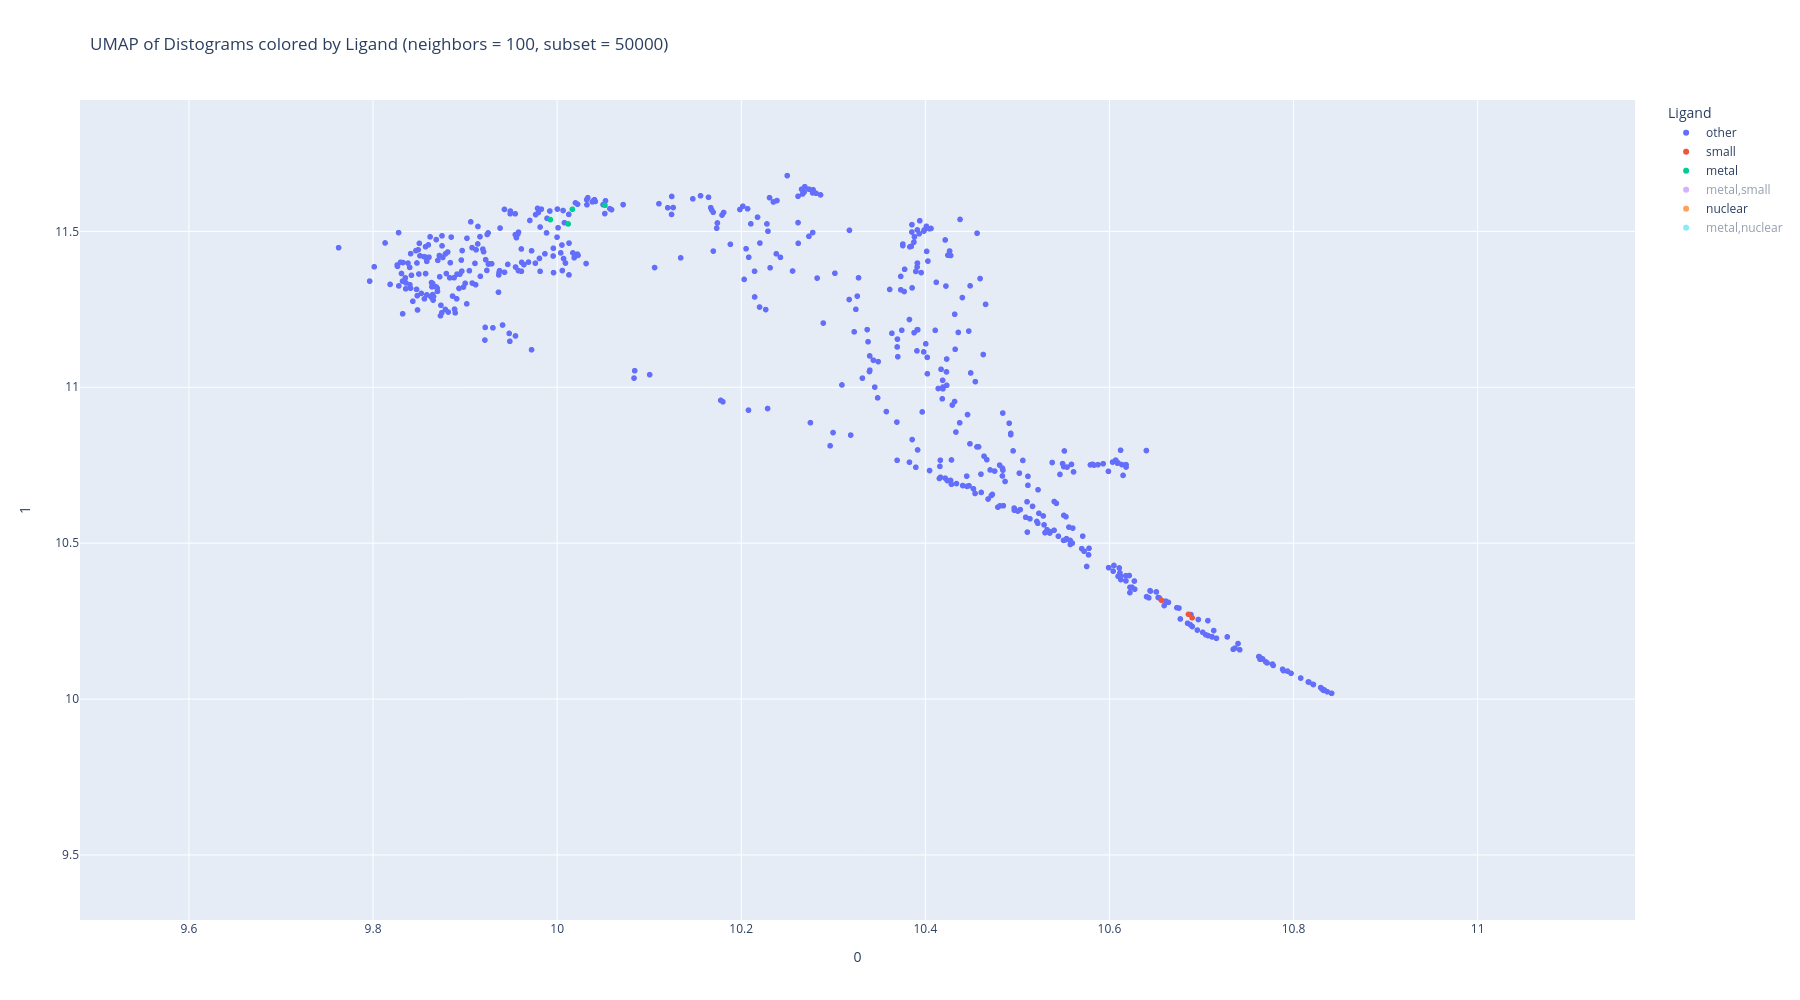 UMAP of Distograms colored by Ligand (neighbors = 100, subset = 50000)
Ligand
other
small
metal
metal,small
nuclear
metal,nuclear
11.5
11
10.5
10
9.5
1
9.6
9.8
10
10.2
10.4
10.6
10.8
11
0